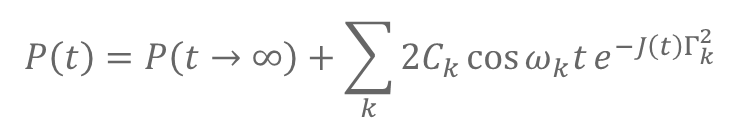 P(t) = P(t → ∞) + ∑_k 2C_k cos ω_k t e^{−J(t)Γ_k^2}